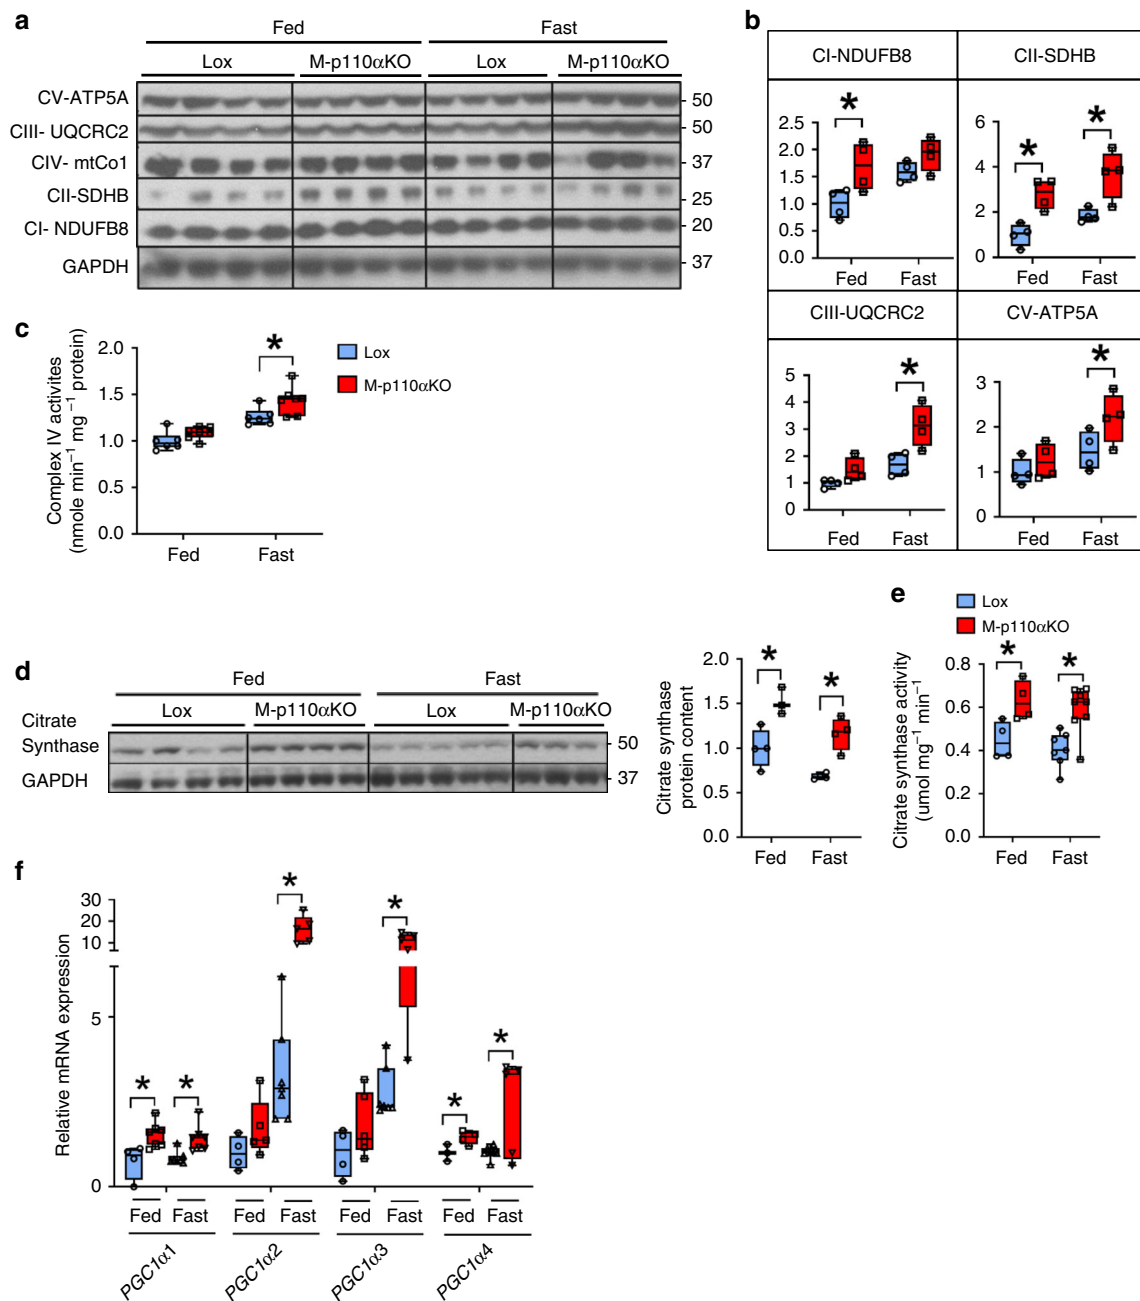 a
Fed Fast
Lox M-p110αKO Lox M-p110αKO
CV-ATP5A 50
CIII- UQCRC2 50
CIV- mtCo1 37
CII-SDHB 25
CI- NDUFB8 20
GAPDH 37
b
CI-NDUFB8 CII-SDHB
* * *
2.5
2.0
1.5
1.0
0.5
0.0
Fed Fast
6
4
2
0
Fed Fast
CIII-UQCRC2 CV-ATP5A
* *
5
4
3
2
1
0
Fed Fast
3
2
1
0
Fed Fast
c
Complex IV activites
(nmole min⁻¹ mg⁻¹ protein)
2.0
1.5
1.0
0.5
0.0
*
Fed Fast
Lox
M-p110αKO
d
Fed Fast
Lox M-p110αKO Lox M-p110αKO
Citrate
Synthase 50
GAPDH 37
Citrate synthase
protein content
2.0
1.5
1.0
0.5
0.0
* *
Fed Fast
e
Lox
M-p110αKO
Citrate synthase activity
(umol mg⁻¹ min⁻¹)
0.8
0.6
0.4
0.2
0.0
* *
Fed Fast
f
Relative mRNA expression
30
20
10
5
0
* * * * * *
Fed Fast Fed Fast Fed Fast Fed Fast
PGC1α1 PGC1α2 PGC1α3 PGC1α4